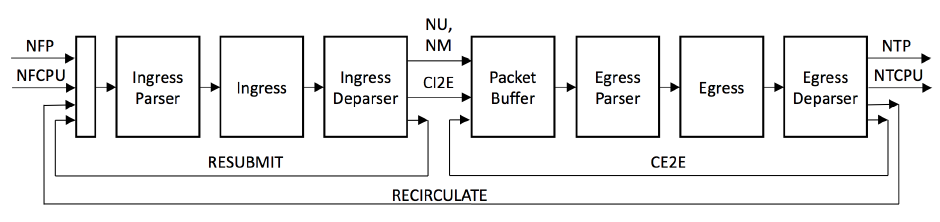 NFP
NFCPU
Ingress
Parser
Ingress
Ingress
Deparser
NU,
NM
CI2E
Packet
Buffer
Egress
Parser
Egress
Egress
Deparser
NTP
NTCPU
RESUBMIT
CE2E
RECIRCULATE